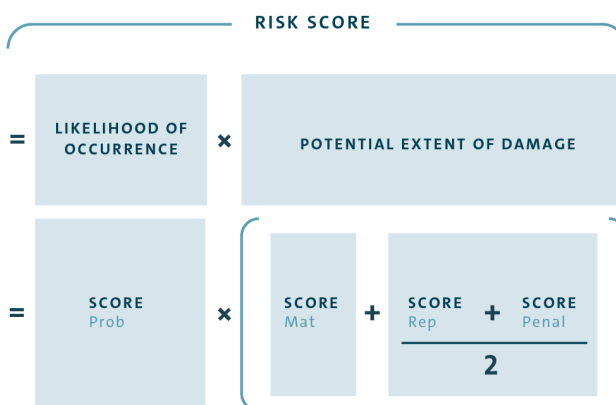 RISK SCORE
=
LIKELIHOOD OF
OCCURRENCE
×
POTENTIAL EXTENT OF DAMAGE
=
SCORE
Prob
×
SCORE
Mat
+
SCORE
Rep
+
SCORE
Penal
2